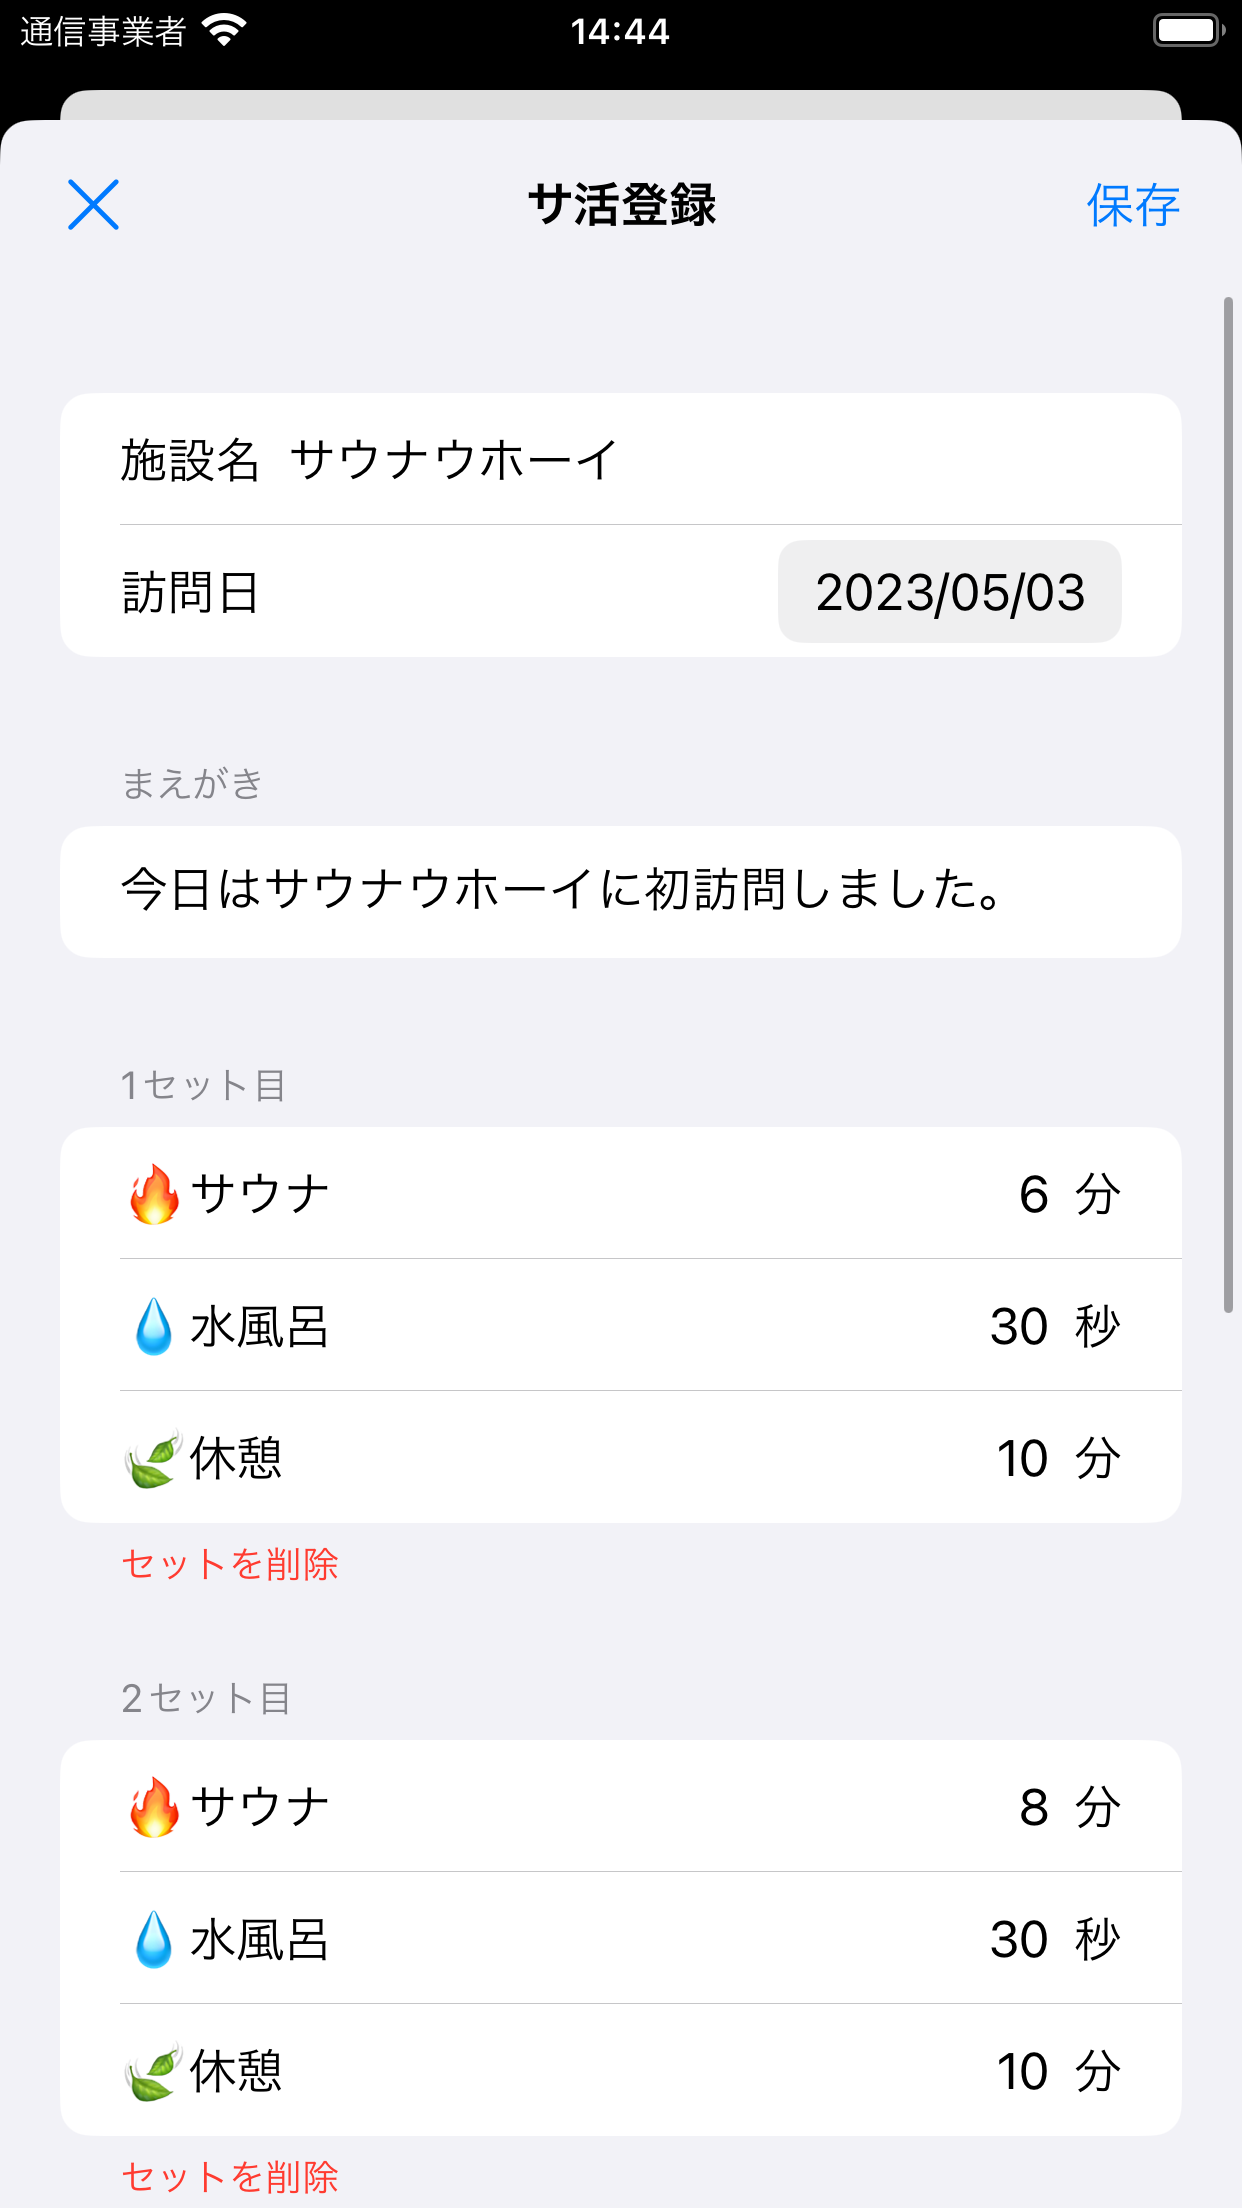 通信事業者 14:44
サ活登録 保存
施設名 サウナウホーイ
訪問日 2023/05/03
まえがき
今日はサウナウホーイに初訪問しました。
1セット目
🔥サウナ 6 分
💧水風呂 30 秒
🍃休憩 10 分
セットを削除
2セット目
🔥サウナ 8 分
💧水風呂 30 秒
🍃休憩 10 分
セットを削除